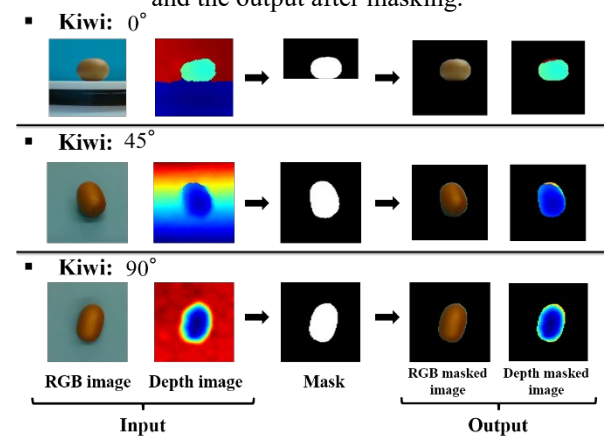 and the output after masking.
▪ Kiwi: 0°
▪ Kiwi: 45°
▪ Kiwi: 90°
RGB image Depth image Mask RGB masked image Depth masked image
Input Output